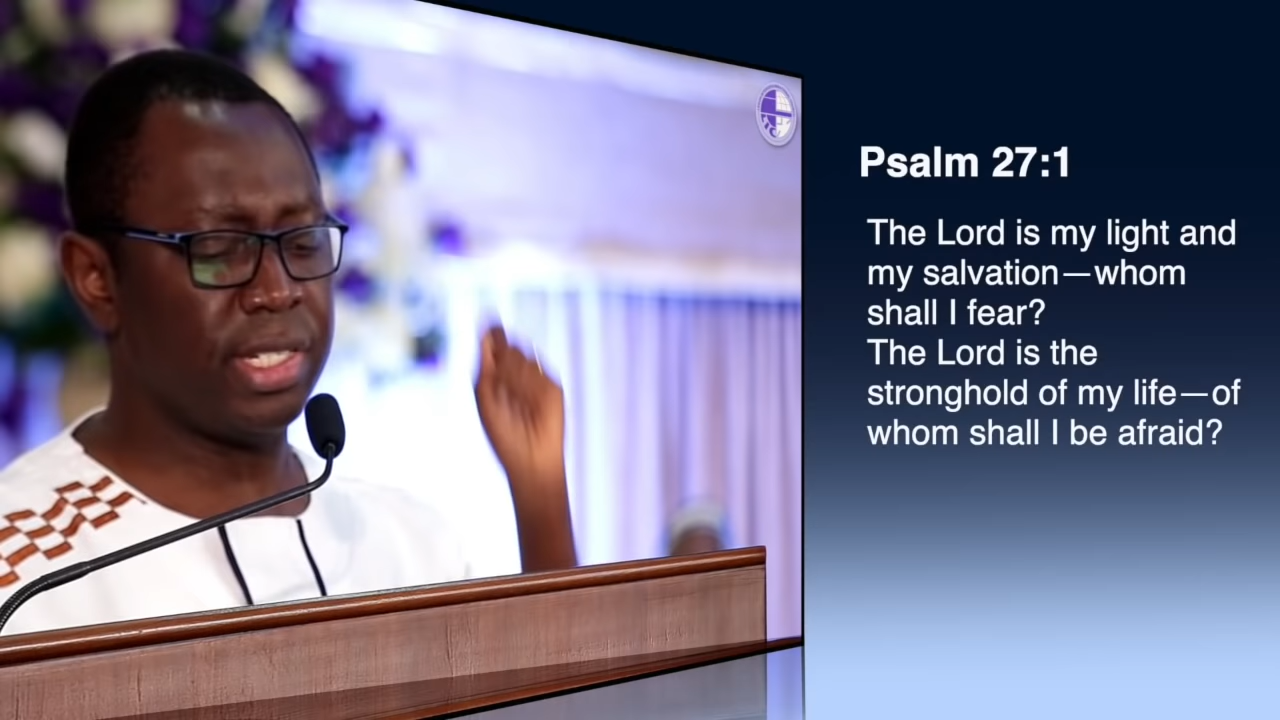 Psalm 27:1
The Lord is my light and
my salvation—whom
shall I fear?
The Lord is the
stronghold of my life—of
whom shall I be afraid?